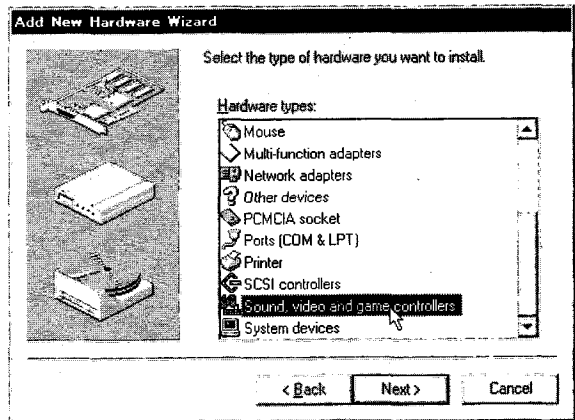 Add New Hardware Wizard
Select the type of hardware you want to install.
Hardware types:
Mouse
Multi-function adapters
Network adapters
Other devices
PCMCIA socket
Ports (COM & LPT)
Printer
SCSI controllers
Sound, video and game controllers
System devices
< Back Next > Cancel